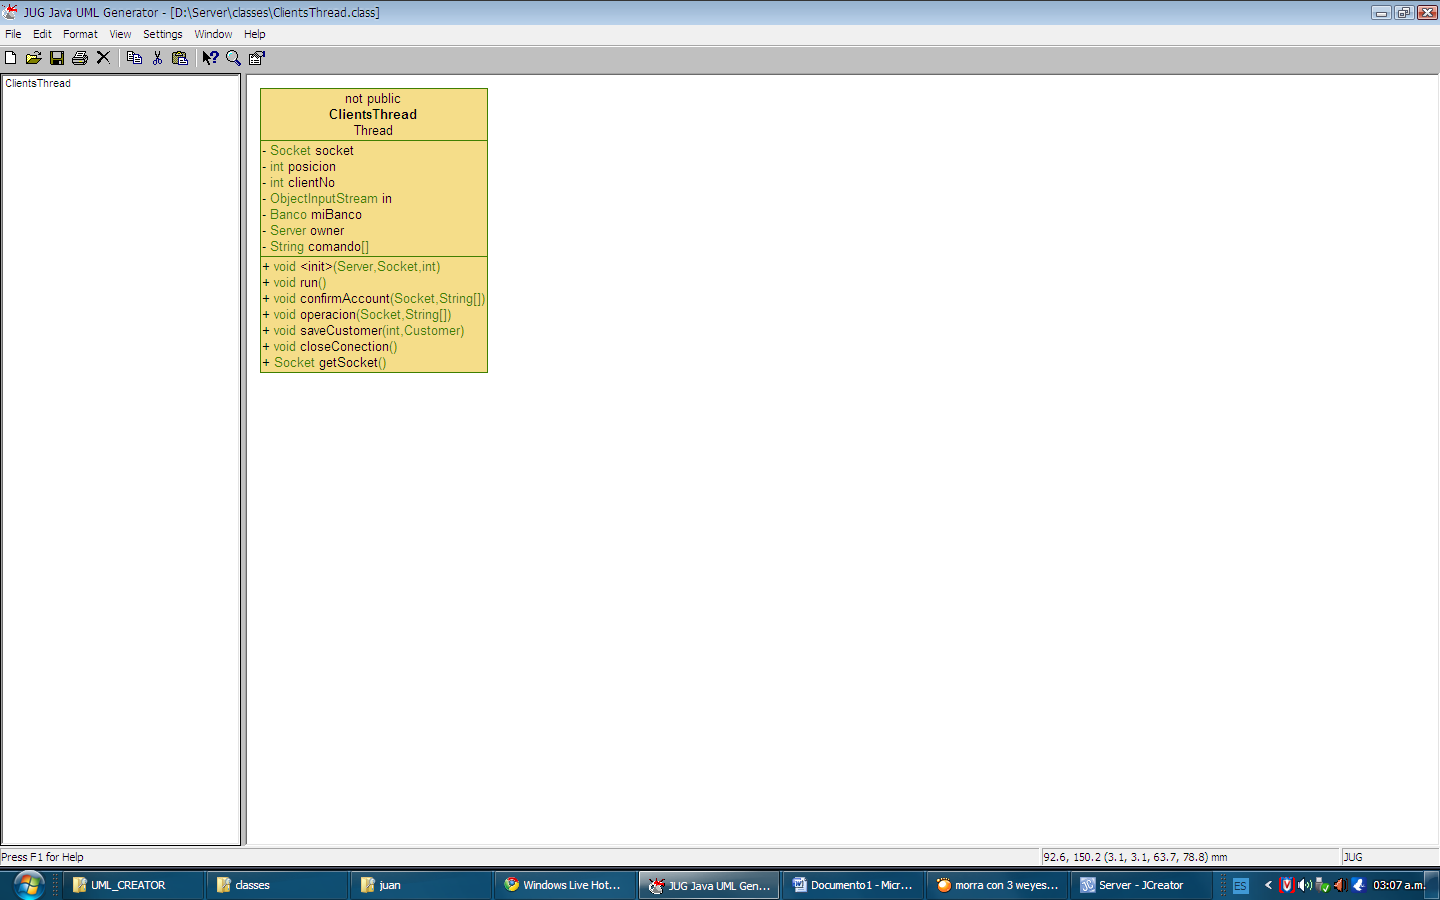 JUG Java UML Generator - [D:\Server\classes\ClientsThread.class]
File Edit Format View Settings Window Help
ClientsThread
not public
ClientsThread
Thread
- Socket socket
- int posicion
- int clientNo
- ObjectInputStream in
- Banco miBanco
- Server owner
- String comando[]
+ void <init>(Server,Socket,int)
+ void run()
+ void confirmAccount(Socket,String[])
+ void operacion(Socket,String[])
+ void saveCustomer(int,Customer)
+ void closeConection()
+ Socket getSocket()
Press F1 for Help
92.6, 150.2 (3.1, 3.1, 63.7, 78.8) mm
JUG
UML_CREATOR
classes
juan
Windows Live Hot...
JUG Java UML Gen...
Documento1 - Micr...
morra con 3 weyes...
Server - JCreator
ES
03:07 a.m.